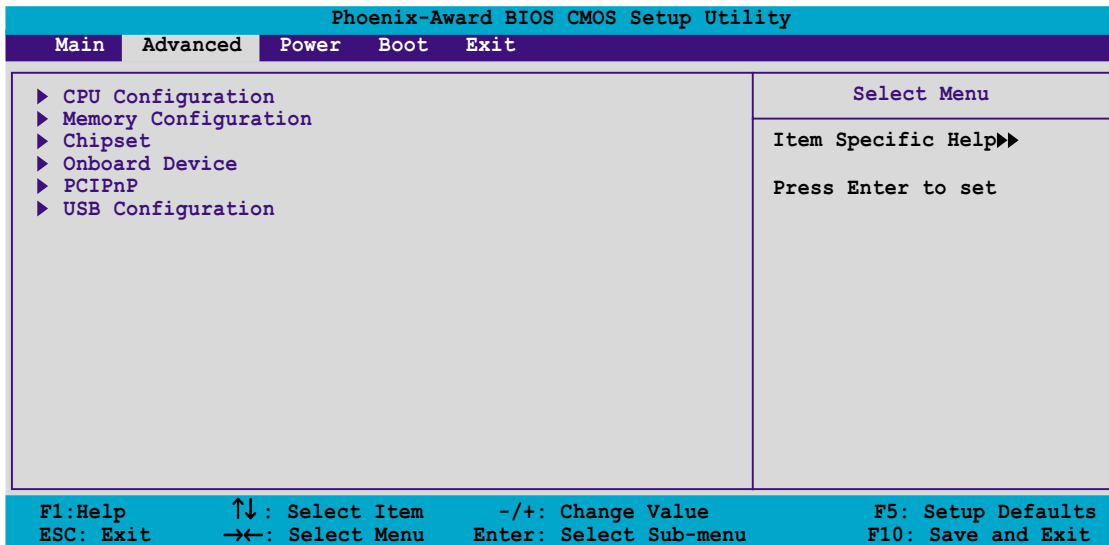 Phoenix-Award BIOS CMOS Setup Utility
Main Advanced Power Boot Exit
CPU Configuration
Memory Configuration
Chipset
Onboard Device
PCIPnP
USB Configuration
Select Menu
Item Specific Help
Press Enter to set
F1:Help ↑↓: Select Item -/+: Change Value F5: Setup Defaults
ESC: Exit →←: Select Menu Enter: Select Sub-menu F10: Save and Exit